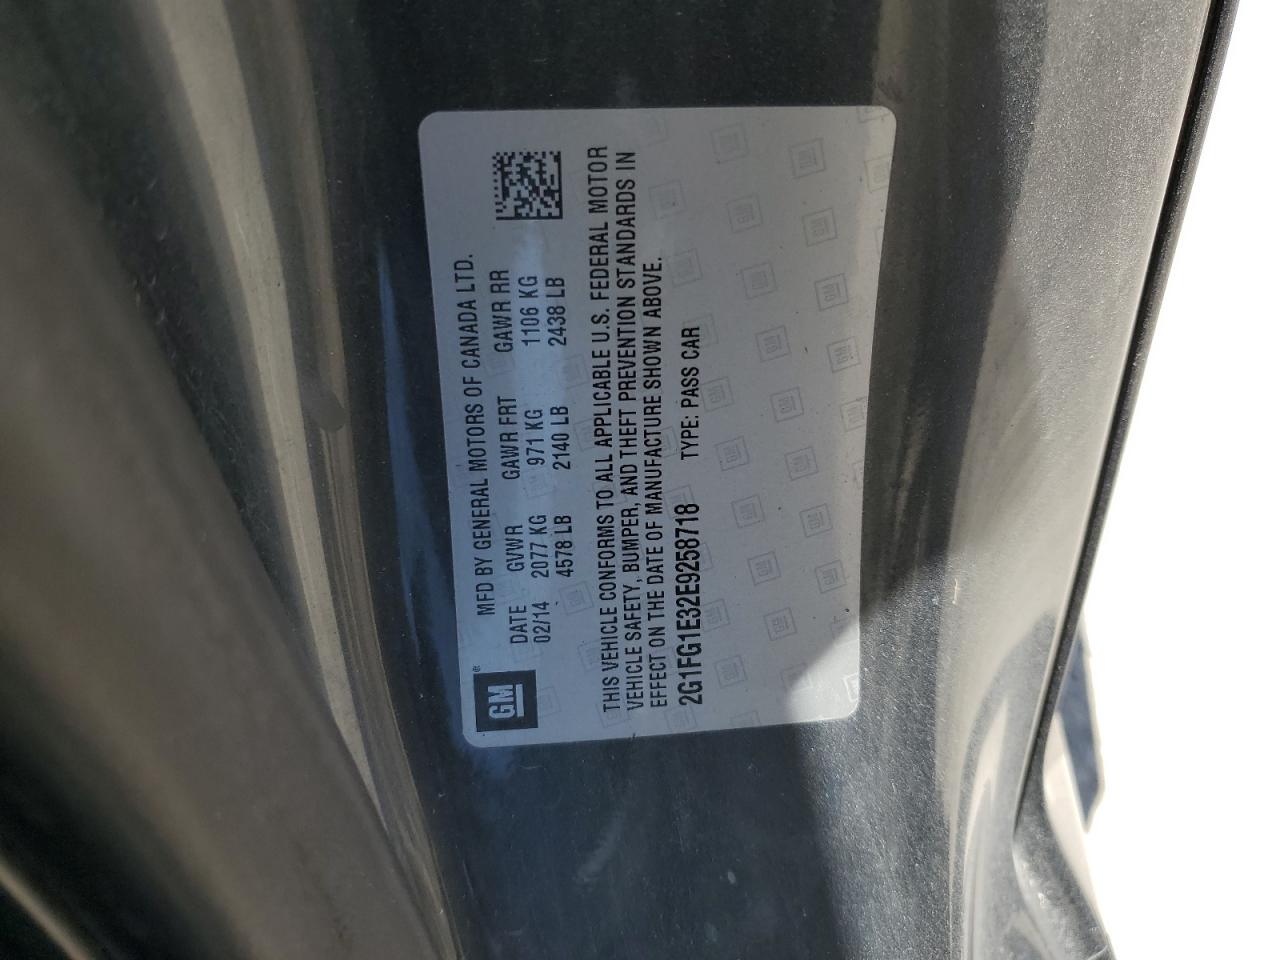 MFD BY GENERAL MOTORS OF CANADA LTD.
DATE GVWR GAWR FRT GAWR RR
02/14 2077 KG 971 KG 1106 KG
4578 LB 2140 LB 2438 LB
GM®
THIS VEHICLE CONFORMS TO ALL APPLICABLE U.S. FEDERAL MOTOR
VEHICLE SAFETY, BUMPER, AND THEFT PREVENTION STANDARDS IN
EFFECT ON THE DATE OF MANUFACTURE SHOWN ABOVE.
2G1FG1E32E9258718 TYPE: PASS CAR